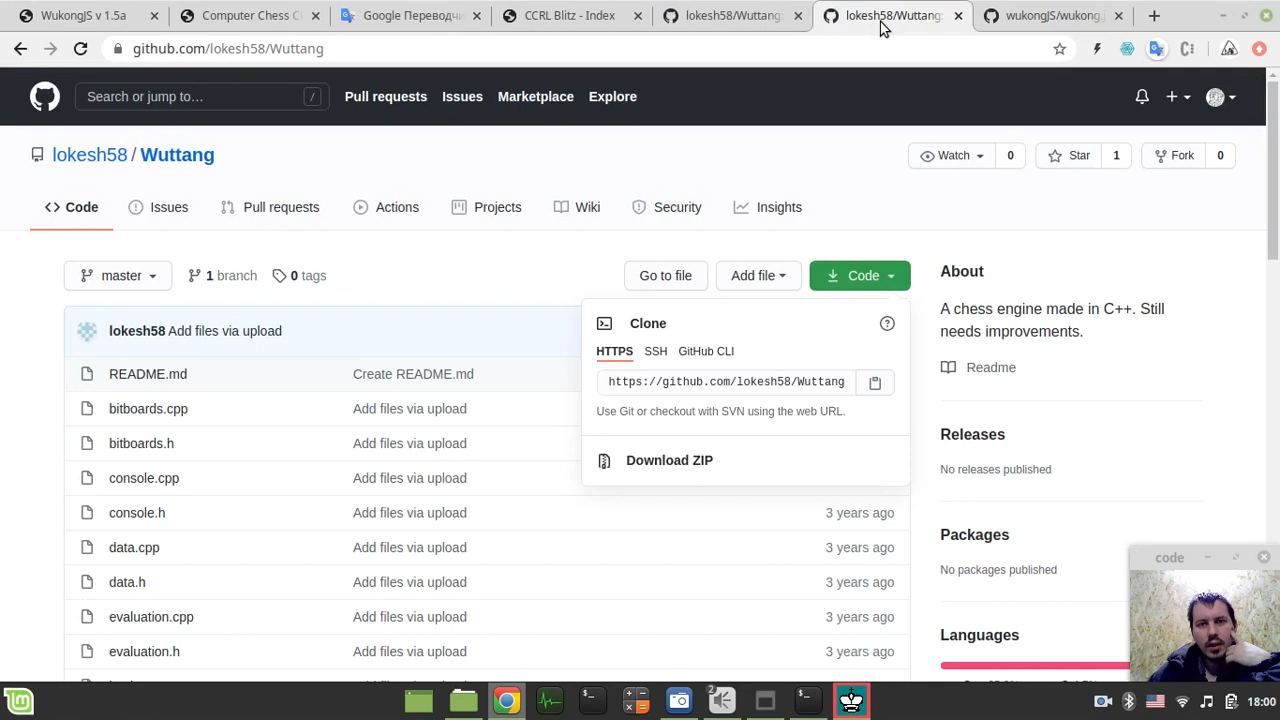 WukongJS v 1.5a
Computer Chess C
Google Переводчи
CCRL Blitz - Index
lokesh58/Wuttang
lokesh58/Wuttang
wukongJS/wukong.
github.com/lokesh58/Wuttang
Search or jump to…
/
Pull requests
Issues
Marketplace
Explore
lokesh58 / Wuttang
Watch
0
Star
1
Fork
0
Code
Issues
Pull requests
Actions
Projects
Wiki
Security
Insights
master
1 branch
0 tags
Go to file
Add file
Code
About
A chess engine made in C++. Still
needs improvements.
Readme
lokesh58 Add files via upload
Clone
HTTPS
SSH
GitHub CLI
https://github.com/lokesh58/Wuttang
Use Git or checkout with SVN using the web URL.
Download ZIP
README.md
Create README.md
bitboards.cpp
Add files via upload
bitboards.h
Add files via upload
console.cpp
Add files via upload
console.h
Add files via upload
3 years ago
data.cpp
Add files via upload
3 years ago
data.h
Add files via upload
3 years ago
evaluation.cpp
Add files via upload
3 years ago
evaluation.h
Add files via upload
3 years ago
Releases
No releases published
Packages
No packages published
Languages
code
2
18:00